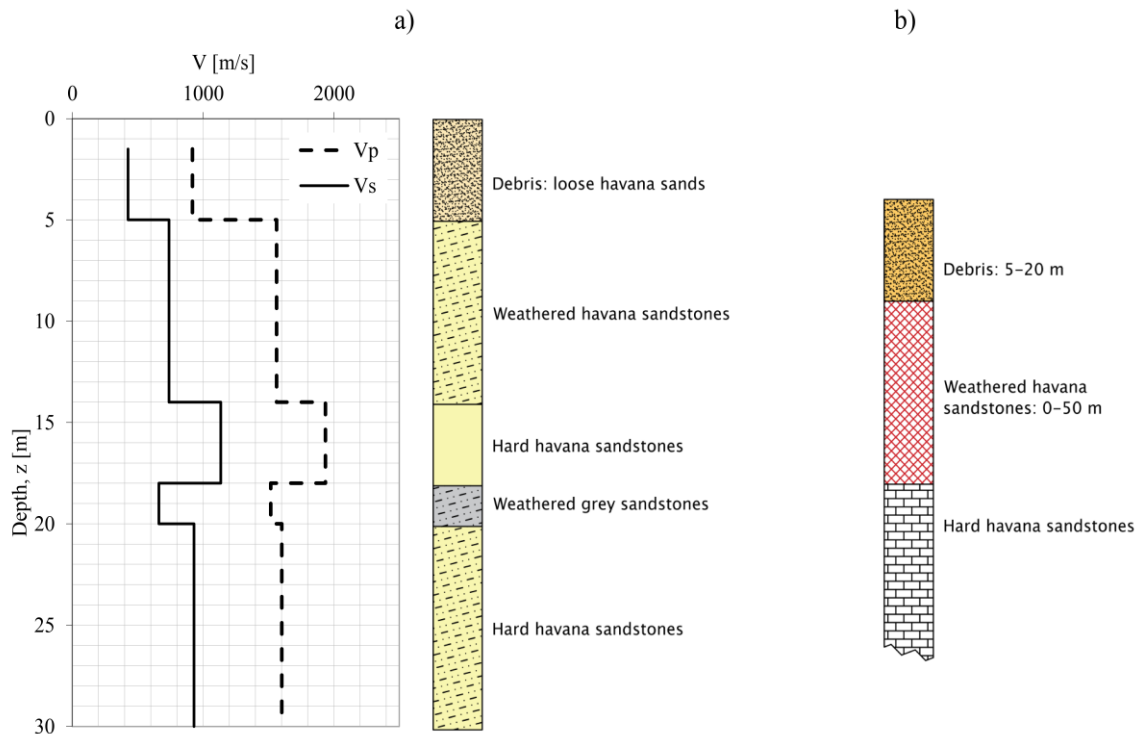 a)
b)
V [m/s]
0 1000 2000
0
5
10
15
20
25
30
Depth, z [m]
Vp
Vs
Debris: loose havana sands
Weathered havana sandstones
Hard havana sandstones
Weathered grey sandstones
Hard havana sandstones
Debris: 5-20 m
Weathered havana
sandstones: 0-50 m
Hard havana sandstones